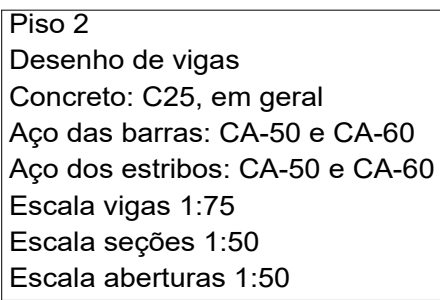 Piso 2
Desenho de vigas
Concreto: C25, em geral
Aço das barras: CA-50 e CA-60
Aço dos estribos: CA-50 e CA-60
Escala vigas 1:75
Escala seções 1:50
Escala aberturas 1:50